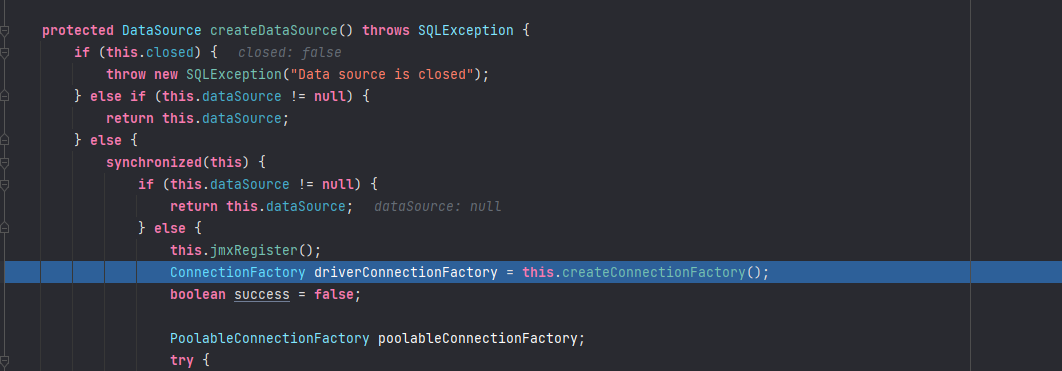 protected DataSource createDataSource() throws SQLException {
if (this.closed) { closed: false
throw new SQLException("Data source is closed");
} else if (this.dataSource != null) {
return this.dataSource;
} else {
synchronized(this) {
if (this.dataSource != null) {
return this.dataSource; dataSource: null
} else {
this.jmxRegister();
ConnectionFactory driverConnectionFactory = this.createConnectionFactory();
boolean success = false;
PoolableConnectionFactory poolableConnectionFactory;
try {